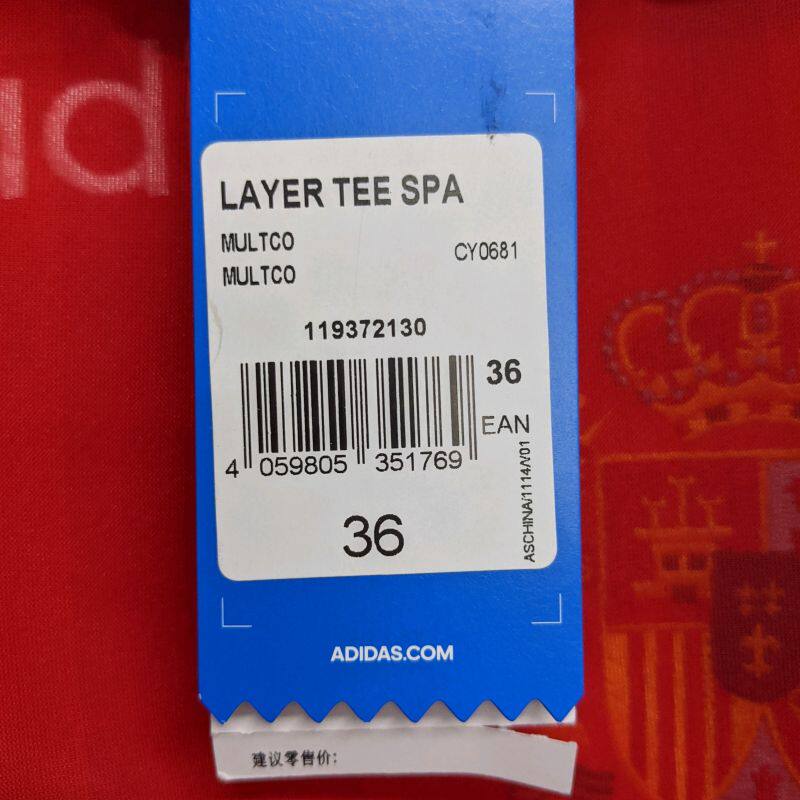 LAYER TEE SPA
MULTCO
CY0681
MULTCO
119372130
36
EAN
4 059805 351769
ASCHINA/1114/V01
36
ADIDAS.COM
建议零售价: